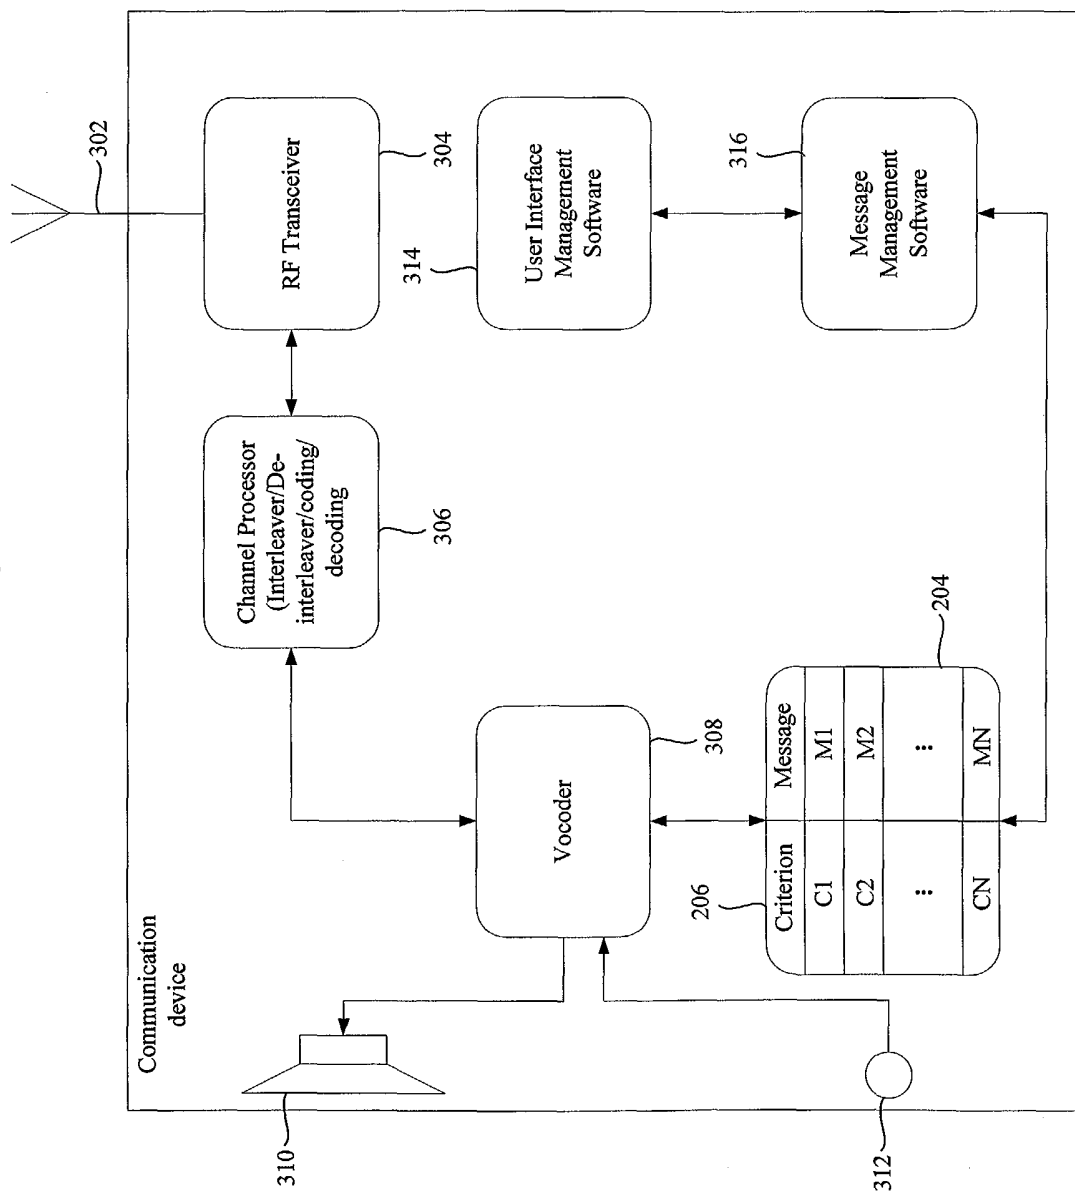 Communication
device
302
RF Transceiver
304
Channel Processor
(Interleaver/De-
interleaver/coding/
decoding
306
310
Vocoder
308
314
User Interface
Management
Software
316
Message
Management
Software
206
Criterion Message
C1 M1
C2 M2
⋮ ⋮
CN MN
204
312